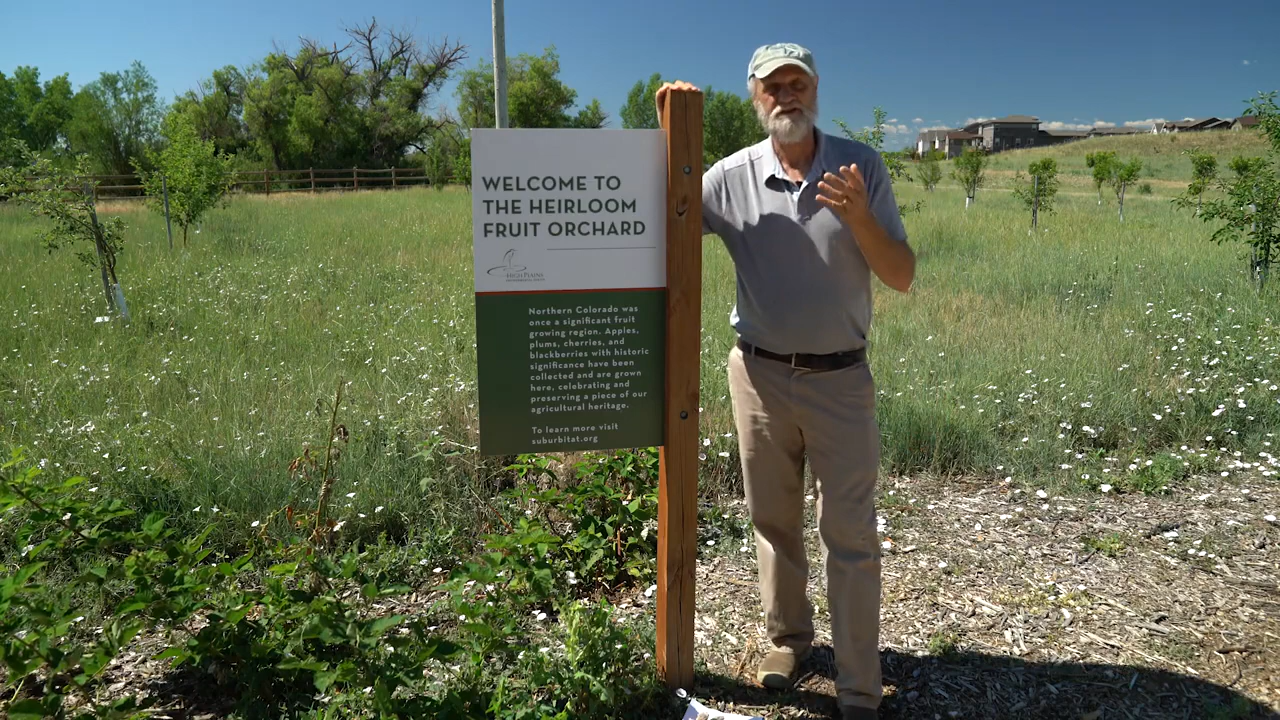 WELCOME TO
THE HEIRLOOM
FRUIT ORCHARD
HIGH PLAINS
Northern Colorado was
once a significant fruit
growing region. Apples,
plums, cherries, and
blackberries with historic
significance have been
collected and are grown
here, celebrating and
preserving a piece of our
agricultural heritage.
To learn more visit
suburbitat.org